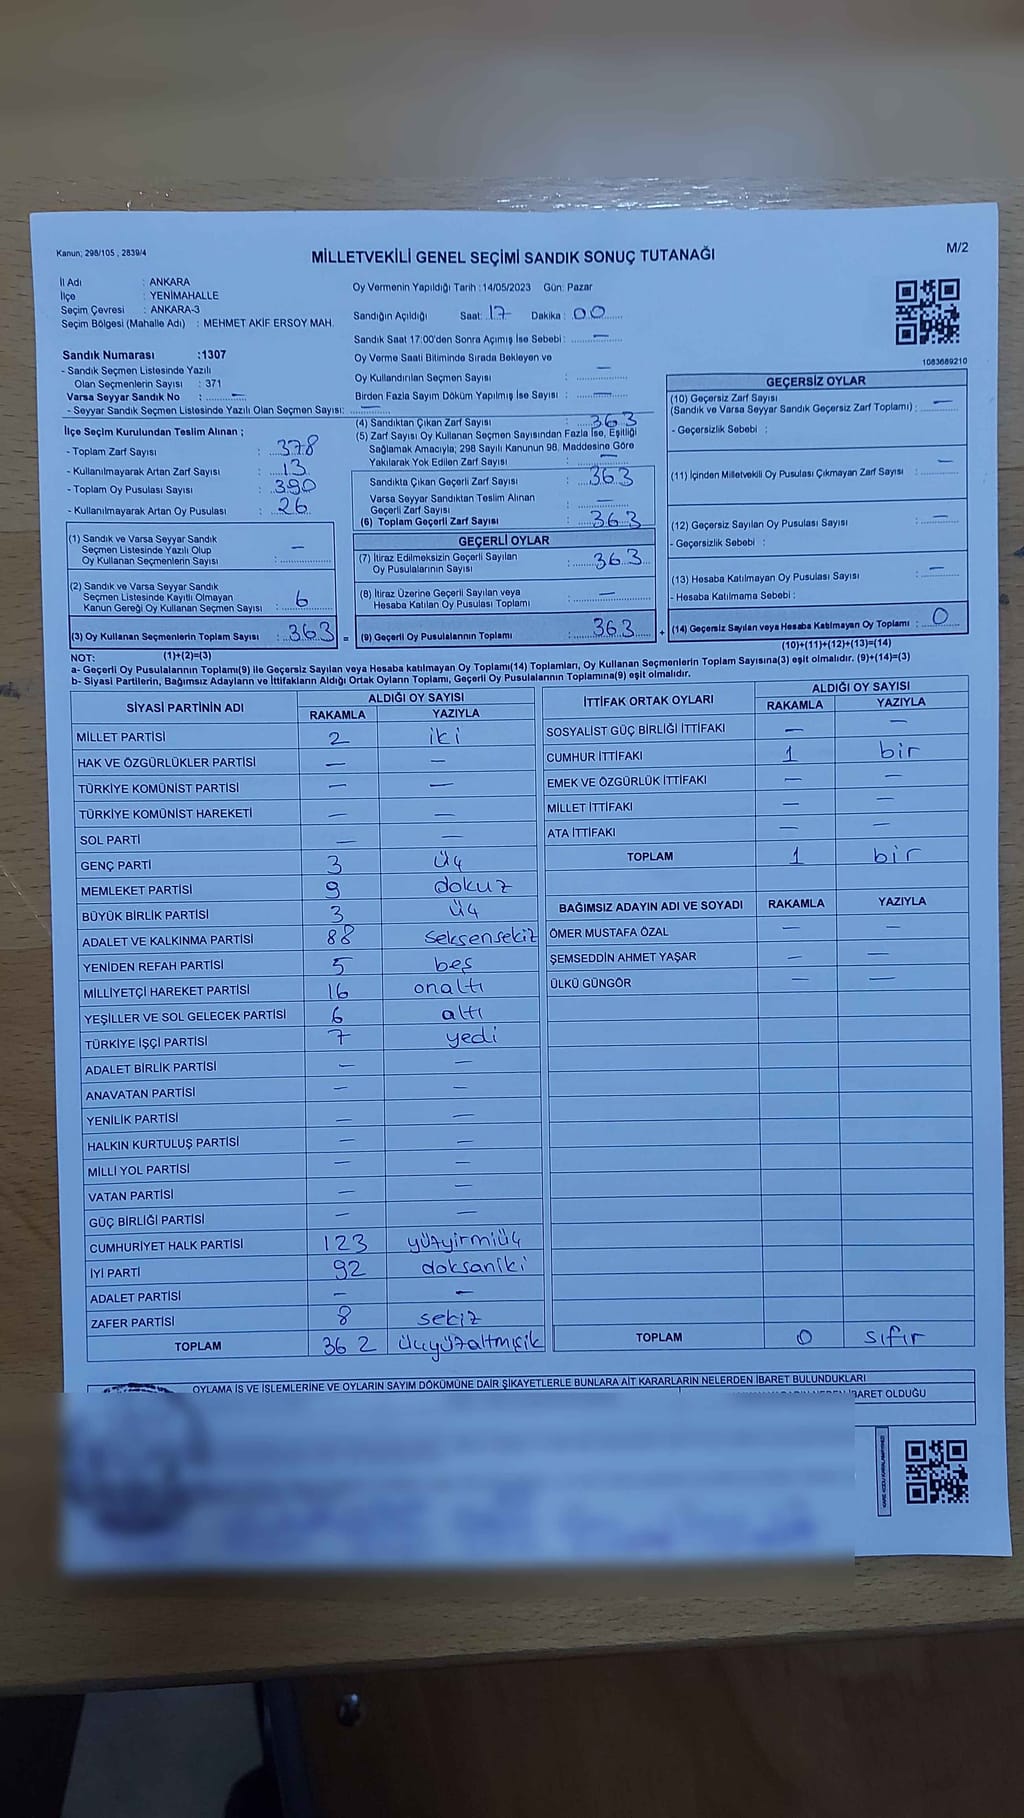 Kanun; 298/105 , 2839/4
MİLLETVEKİLİ GENEL SEÇİMİ SANDIK SONUÇ TUTANAĞI
M/2
İl Adı : ANKARA
İlçe : YENİMAHALLE
Seçim Çevresi : ANKARA-3
Seçim Bölgesi (Mahalle Adı) : MEHMET AKİF ERSOY MAH.
Sandık Numarası :1307
- Sandık Seçmen Listesinde Yazılı
Olan Seçmenlerin Sayısı : 371
Varsa Seyyar Sandık No : —
- Seyyar Sandık Seçmen Listesinde Yazılı Olan Seçmen Sayısı: —
Oy Vermenin Yapıldığı Tarih :14/05/2023 Gün: Pazar
Sandığın Açıldığı Saat: 17 Dakika : 00
Sandık Saat 17:00'den Sonra Açımış İse Sebebi : —
Oy Verme Saati Bitiminde Sırada Bekleyen ve
Oy Kullandırılan Seçmen Sayısı : —
Birden Fazla Sayım Döküm Yapılmış İse Sayısı : —
1083689210
İlçe Seçim Kurulundan Teslim Alınan ;
- Toplam Zarf Sayısı : 378
- Kullanılmayarak Artan Zarf Sayısı : 13
- Toplam Oy Pusulası Sayısı : 390
- Kullanılmayarak Artan Oy Pusulası : 26
(1) Sandık ve Varsa Seyyar Sandık
Seçmen Listesinde Yazılı Olup
Oy Kullanan Seçmenlerin Sayısı : —
(2) Sandık ve Varsa Seyyar Sandık
Seçmen Listesinde Kayıtlı Olmayan
Kanun Gereği Oy Kullanan Seçmen Sayısı : 6
(3) Oy Kullanan Seçmenlerin Toplam Sayısı : 363 =
(4) Sandıktan Çıkan Zarf Sayısı : 363
(5) Zarf Sayısı Oy Kullanan Seçmen Sayısından Fazla İse, Eşitliği
Sağlamak Amacıyla; 298 Sayılı Kanunun 98. Maddesine Göre
Yakılarak Yok Edilen Zarf Sayısı : —
Sandıkta Çıkan Geçerli Zarf Sayısı : 363
Varsa Seyyar Sandıktan Teslim Alınan
Geçerli Zarf Sayısı : —
(6) Toplam Geçerli Zarf Sayısı : 363
GEÇERLİ OYLAR
(7) İtiraz Edilmeksizin Geçerli Sayılan
Oy Pusulalarının Sayısı : 363
(8) İtiraz Üzerine Geçerli Sayılan veya
Hesaba Katılan Oy Pusulası Toplamı : —
(9) Geçerli Oy Pusulalarının Toplamı : 363 +
GEÇERSİZ OYLAR
(10) Geçersiz Zarf Sayısı
(Sandık ve Varsa Seyyar Sandık Geçersiz Zarf Toplamı) : —
- Geçersizlik Sebebi :
(11) İçinden Milletvekili Oy Pusulası Çıkmayan Zarf Sayısı : —
(12) Geçersiz Sayılan Oy Pusulası Sayısı : —
- Geçersizlik Sebebi :
(13) Hesaba Katılmayan Oy Pusulası Sayısı : —
- Hesaba Katılmama Sebebi :
(14) Geçersiz Sayılan veya Hesaba Katılmayan Oy Toplamı : 0
NOT: (1)+(2)=(3) (10)+(11)+(12)+(13)=(14)
a- Geçerli Oy Pusulalarının Toplamı(9) ile Geçersiz Sayılan veya Hesaba katılmayan Oy Toplamı(14) Toplamları, Oy Kullanan Seçmenlerin Toplam Sayısına(3) eşit olmalıdır. (9)+(14)=(3)
b- Siyasi Partilerin, Bağımsız Adayların ve İttifakların Aldığı Ortak Oyların Toplamı, Geçerli Oy Pusulalarının Toplamına(9) eşit olmalıdır.
SİYASİ PARTİNİN ADI ALDIĞI OY SAYISI
RAKAMLA YAZIYLA
MİLLET PARTİSİ 2 iki
HAK VE ÖZGÜRLÜKLER PARTİSİ — —
TÜRKİYE KOMÜNİST PARTİSİ — —
TÜRKİYE KOMÜNİST HAREKETİ — —
SOL PARTİ — —
GENÇ PARTİ 3 üç
MEMLEKET PARTİSİ 9 dokuz
BÜYÜK BİRLİK PARTİSİ 3 üç
ADALET VE KALKINMA PARTİSİ 88 seksensekiz
YENİDEN REFAH PARTİSİ 5 beş
MİLLİYETÇİ HAREKET PARTİSİ 16 onaltı
YEŞİLLER VE SOL GELECEK PARTİSİ 6 altı
TÜRKİYE İŞÇİ PARTİSİ 7 yedi
ADALET BİRLİK PARTİSİ — —
ANAVATAN PARTİSİ — —
YENİLİK PARTİSİ — —
HALKIN KURTULUŞ PARTİSİ — —
MİLLİ YOL PARTİSİ — —
VATAN PARTİSİ — —
GÜÇ BİRLİĞİ PARTİSİ — —
CUMHURİYET HALK PARTİSİ 123 yüzyirmiüç
İYİ PARTİ 92 doksaniki
ADALET PARTİSİ — —
ZAFER PARTİSİ 8 sekiz
TOPLAM 362 üçyüzaltmışik
İTTİFAK ORTAK OYLARI ALDIĞI OY SAYISI
RAKAMLA YAZIYLA
SOSYALİST GÜÇ BİRLİĞİ İTTİFAKI — —
CUMHUR İTTİFAKI 1 bir
EMEK VE ÖZGÜRLÜK İTTİFAKI — —
MİLLET İTTİFAKI — —
ATA İTTİFAKI — —
TOPLAM 1 bir
BAĞIMSIZ ADAYIN ADI VE SOYADI RAKAMLA YAZIYLA
ÖMER MUSTAFA ÖZAL — —
ŞEMSEDDİN AHMET YAŞAR — —
ÜLKÜ GÜNGÖR — —
TOPLAM 0 sıfır
OYLAMA İŞ VE İŞLEMLERİNE VE OYLARIN SAYIM DÖKÜMÜNE DAİR ŞİKAYETLERLE BUNLARA AİT KARARLARIN NELERDEN İBARET BULUNDUKLARI
İBARET OLDUĞU